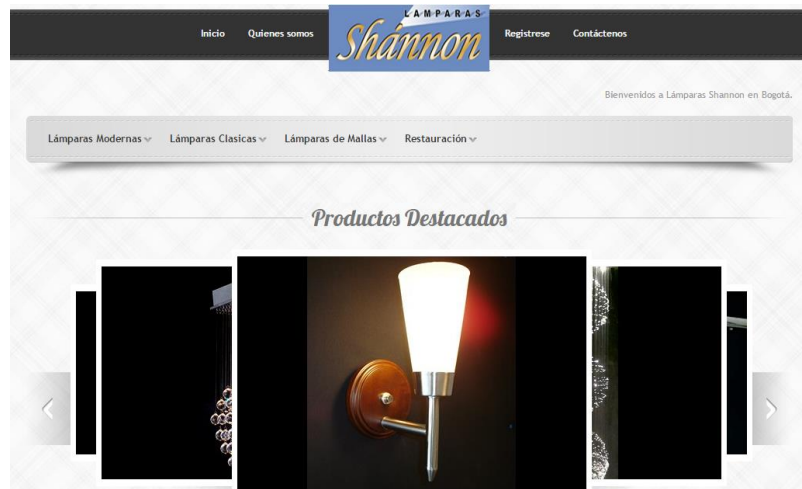 Inicio Quienes somos LAMPARAS Shánnon Registrese Contáctenos
Bienvenidos a Lámparas Shannon en Bogotá.
Lámparas Modernas Lámparas Clasicas Lámparas de Mallas Restauración
Productos Destacados